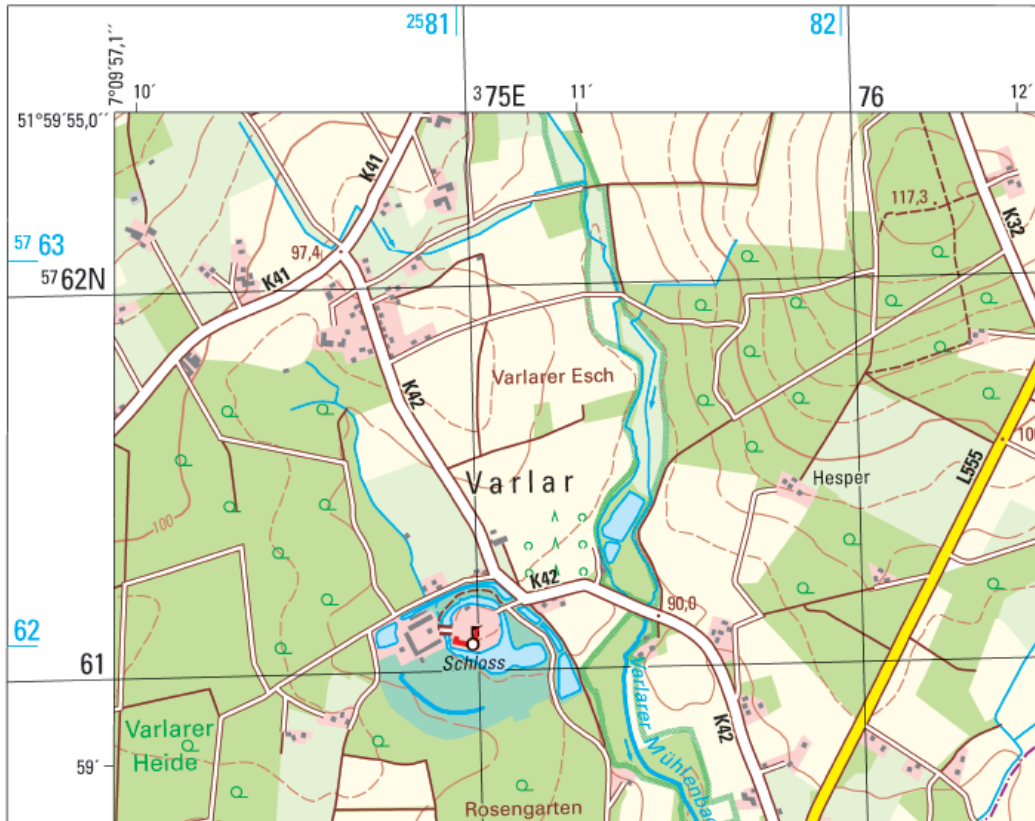 25 81
82
7°09′57,1″
10′
3 75E
11′
76
12′
51°59′55,0″
K41
117,3
K32
57 63
97,4
K41
57 62N
Varlarer Esch
K42
Varlar
Hesper
L555
100
K42
90,0
62
61
Schloss
Varlarer
Heide
Varlarer Mühlenbac
K42
59′
Rosengarten